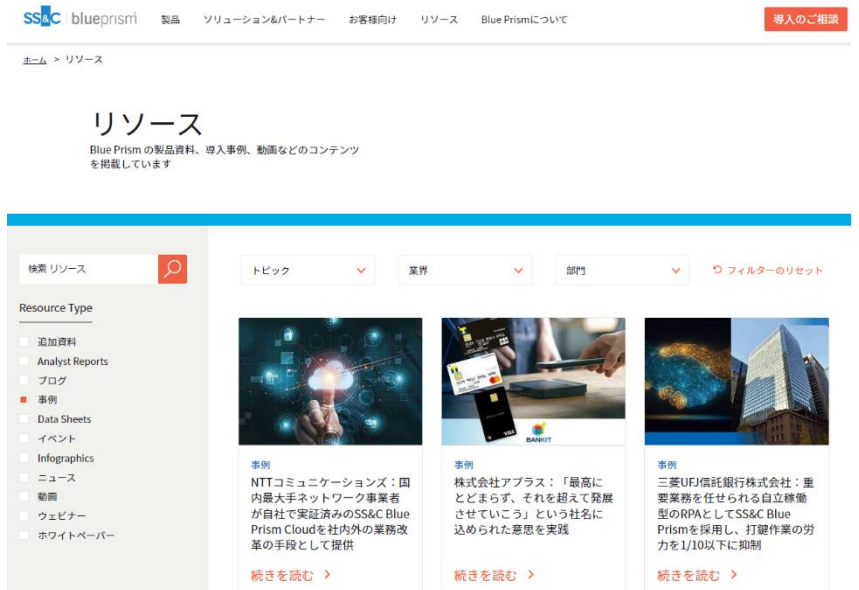 SS&C blueprism 製品 ソリューション&パートナー お客様向け リソース Blue Prismについて 導入のご相談
ホーム > リソース
リソース
Blue Prism の製品資料、導入事例、動画などのコンテンツ
を掲載しています
検索 リソース
トピック 業界 部門 フィルターのリセット
Resource Type
追加資料
Analyst Reports
ブログ
事例
Data Sheets
イベント
Infographics
ニュース
動画
ウェビナー
ホワイトペーパー
BANKIT
VISA
事例
NTTコミュニケーションズ：国
内最大手ネットワーク事業者
が自社で実証済みのSS&C Blue
Prism Cloudを社内外の業務改
革の手段として提供
続きを読む >
事例
株式会社アプラス：「最高に
とどまらず、それを超えて発展
させていこう」という社名に
込められた意思を実践
続きを読む >
事例
三菱UFJ信託銀行株式会社：重
要業務を任せられる自立稼働
型のRPAとしてSS&C Blue
Prismを採用し、打鍵作業の労
力を1/10以下に抑制
続きを読む >